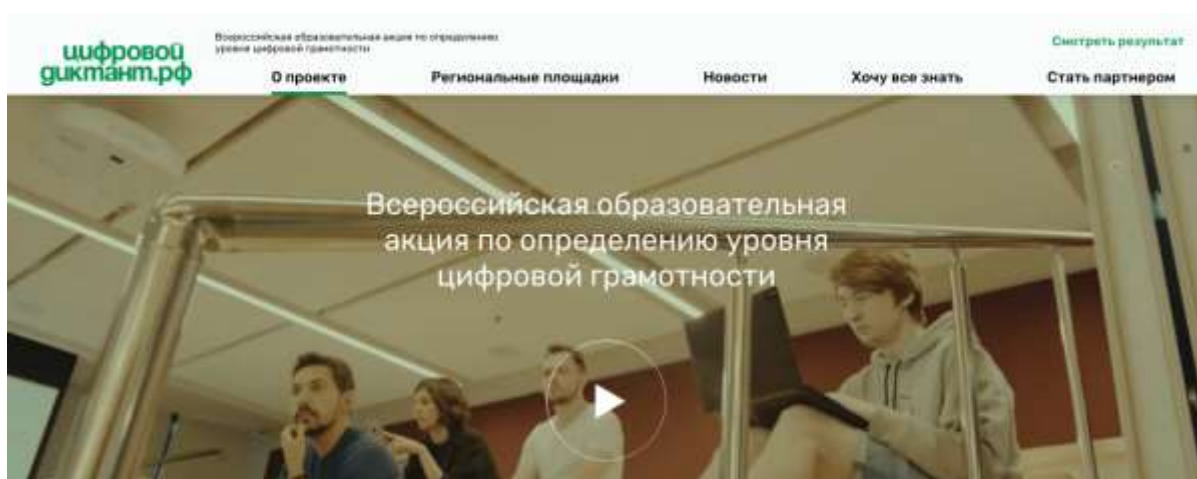 цифровой
диктант.рф
Всероссийская образовательная акция по определению
уровня цифровой грамотности
Смотреть результат
О проекте
Региональные площадки
Новости
Хочу все знать
Стать партнером
Всероссийская образовательная
акция по определению уровня
цифровой грамотности